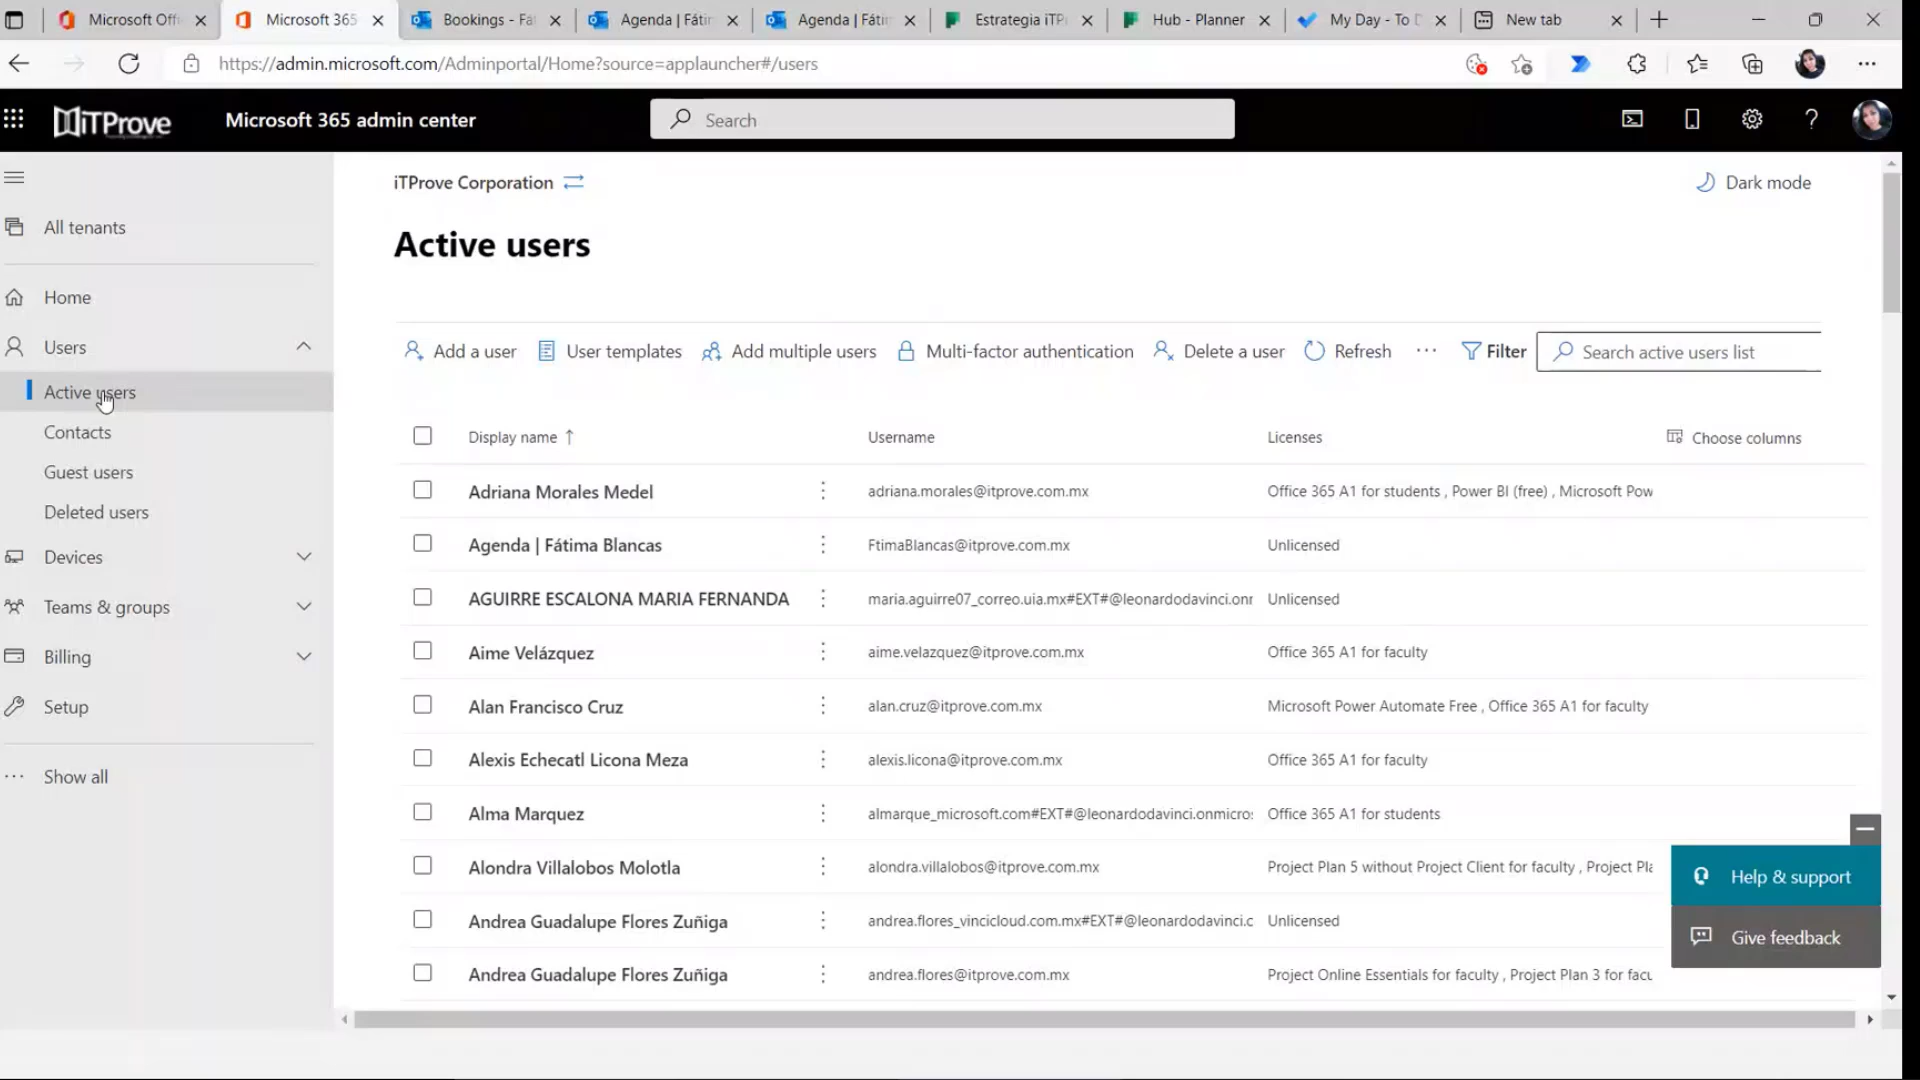 Microsoft Offi
Microsoft 365
Bookings - Fá
Agenda | Fátim
Agenda | Fátim
Estrategia iTPr
Hub - Planner
My Day - To D
New tab
https://admin.microsoft.com/Adminportal/Home?source=applauncher#/users
iTProve
Microsoft 365 admin center
Search
iTProve Corporation
Dark mode
All tenants
Active users
Home
Users
Add a user
User templates
Add multiple users
Multi-factor authentication
Delete a user
Refresh
Filter
Search active users list
Active users
Contacts
Guest users
Deleted users
Devices
Teams & groups
Billing
Setup
Show all
Display name ↑
Username
Licenses
Choose columns
Adriana Morales Medel
adriana.morales@itprove.com.mx
Office 365 A1 for students , Power BI (free) , Microsoft Pow
Agenda | Fátima Blancas
FtimaBlancas@itprove.com.mx
Unlicensed
AGUIRRE ESCALONA MARIA FERNANDA
maria.aguirre07_correo.uia.mx#EXT#@leonardodavinci.onr
Unlicensed
Aime Velázquez
aime.velazquez@itprove.com.mx
Office 365 A1 for faculty
Alan Francisco Cruz
alan.cruz@itprove.com.mx
Microsoft Power Automate Free , Office 365 A1 for faculty
Alexis Echecatl Licona Meza
alexis.licona@itprove.com.mx
Office 365 A1 for faculty
Alma Marquez
almarque_microsoft.com#EXT#@leonardodavinci.onmicros
Office 365 A1 for students
Alondra Villalobos Molotla
alondra.villalobos@itprove.com.mx
Project Plan 5 without Project Client for faculty , Project Pla
Andrea Guadalupe Flores Zuñiga
andrea.flores_vincicloud.com.mx#EXT#@leonardodavinci.c
Unlicensed
Andrea Guadalupe Flores Zuñiga
andrea.flores@itprove.com.mx
Project Online Essentials for faculty , Project Plan 3 for facu
Help & support
Give feedback